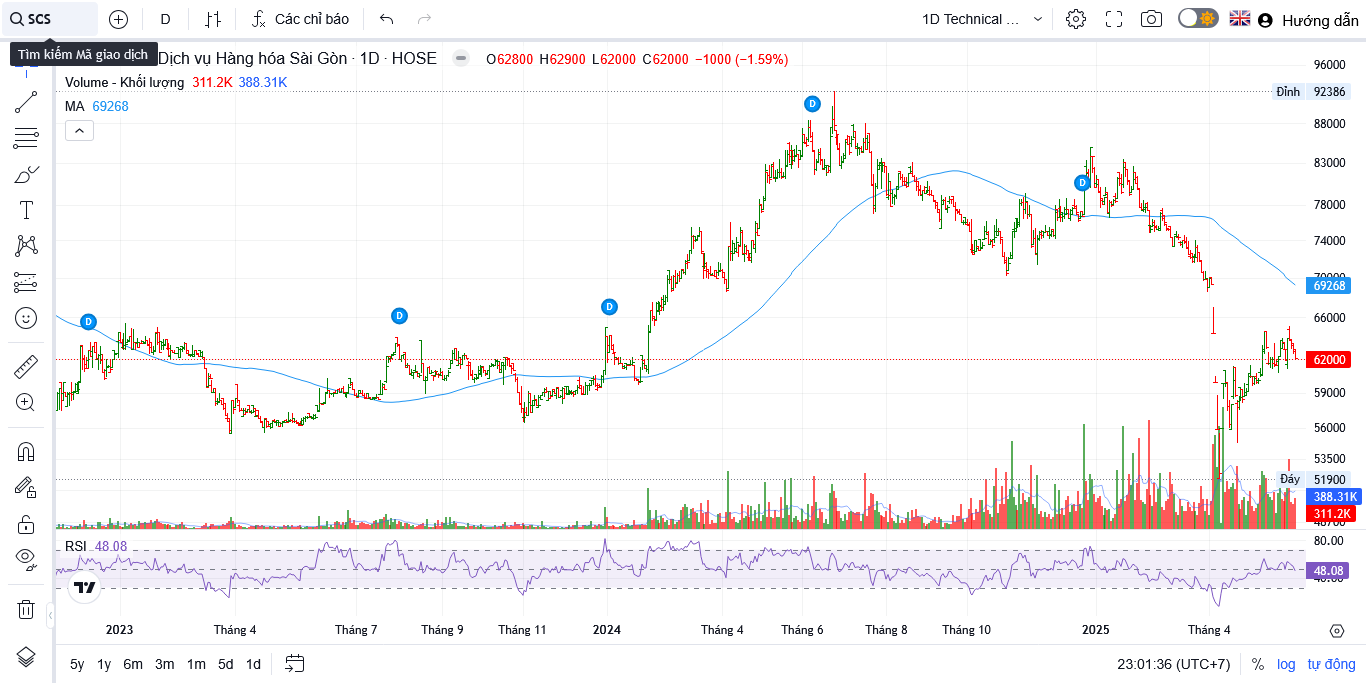 SCS D Các chỉ báo 1D Technical ... Hướng dẫn
Tìm kiếm Mã giao dịch
Dịch vụ Hàng hóa Sài Gòn · 1D · HOSE O62800 H62900 L62000 C62000 −1000 (−1.59%)
Volume - Khối lượng 311.2K 388.31K
MA 69268
96000
Đỉnh 92386
88000
83000
78000
74000
70000
69268
66000
62000
59000
56000
53500
Đáy 51900
388.31K
311.2K
48700
D
D
D
D
D
RSI 48.08
80.00
48.08
40.00
2023 Tháng 4 Tháng 7 Tháng 9 Tháng 11 2024 Tháng 4 Tháng 6 Tháng 8 Tháng 10 2025 Tháng 4
5y 1y 6m 3m 1m 5d 1d 23:01:36 (UTC+7) % log tự động